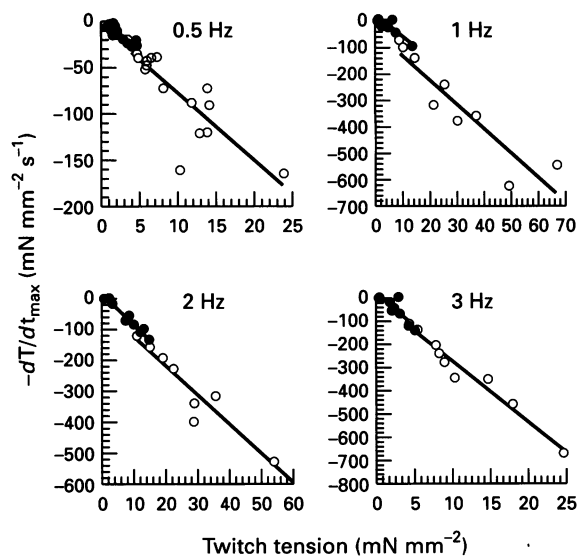 0.5 Hz
0
−50
−100
−150
−200
0 5 10 15 20 25
1 Hz
0
−100
−200
−300
−400
−500
−600
−700
0 10 20 30 40 50 60 70
2 Hz
0
−100
−200
−300
−400
−500
−600
0 10 20 30 40 50 60
3 Hz
0
−100
−200
−300
−400
−500
−600
−700
−800
0 5 10 15 20 25
−dT/dt_max (mN mm⁻² s⁻¹)
Twitch tension (mN mm⁻²)